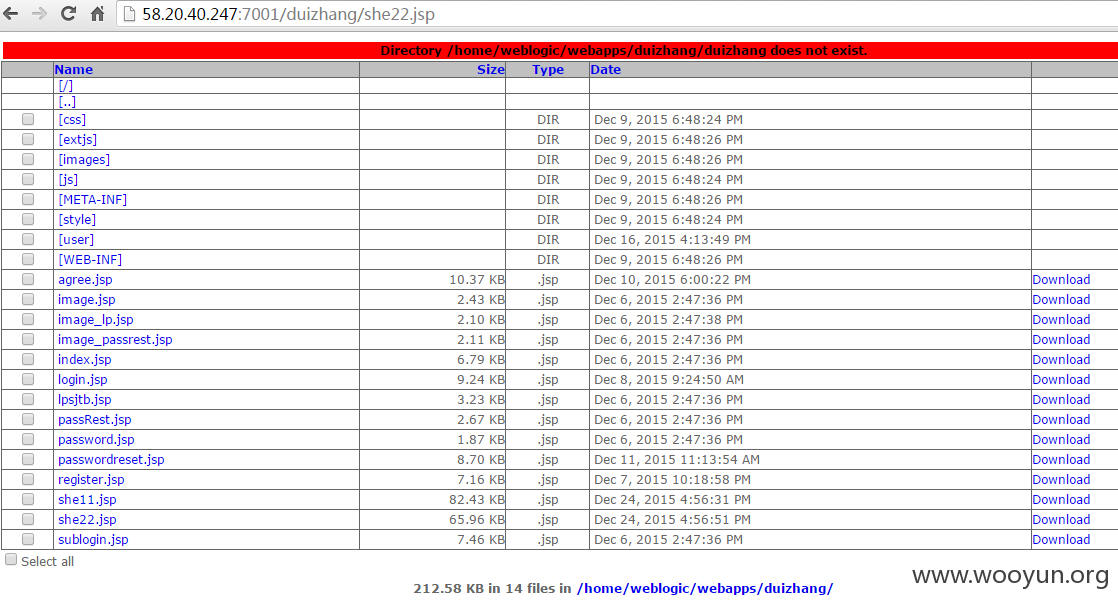 58.20.40.247:7001/duizhang/she22.jsp
Directory /home/weblogic/webapps/duizhang/duizhang does not exist.
Name Size Type Date
[/]
[..]
[css] DIR Dec 9, 2015 6:48:24 PM
[extjs] DIR Dec 9, 2015 6:48:26 PM
[images] DIR Dec 9, 2015 6:48:26 PM
[js] DIR Dec 9, 2015 6:48:24 PM
[META-INF] DIR Dec 9, 2015 6:48:26 PM
[style] DIR Dec 9, 2015 6:48:24 PM
[user] DIR Dec 16, 2015 4:13:49 PM
[WEB-INF] DIR Dec 9, 2015 6:48:26 PM
agree.jsp 10.37 KB .jsp Dec 10, 2015 6:00:22 PM Download
image.jsp 2.43 KB .jsp Dec 6, 2015 2:47:36 PM Download
image_lp.jsp 2.10 KB .jsp Dec 6, 2015 2:47:38 PM Download
image_passrest.jsp 2.11 KB .jsp Dec 6, 2015 2:47:36 PM Download
index.jsp 6.79 KB .jsp Dec 6, 2015 2:47:36 PM Download
login.jsp 9.24 KB .jsp Dec 8, 2015 9:24:50 AM Download
lpsjtb.jsp 3.23 KB .jsp Dec 6, 2015 2:47:36 PM Download
passRest.jsp 2.67 KB .jsp Dec 6, 2015 2:47:36 PM Download
password.jsp 1.87 KB .jsp Dec 6, 2015 2:47:36 PM Download
passwordreset.jsp 8.70 KB .jsp Dec 11, 2015 11:13:54 AM Download
register.jsp 7.16 KB .jsp Dec 7, 2015 10:18:58 PM Download
she11.jsp 82.43 KB .jsp Dec 24, 2015 4:56:31 PM Download
she22.jsp 65.96 KB .jsp Dec 24, 2015 4:56:51 PM Download
sublogin.jsp 7.46 KB .jsp Dec 6, 2015 2:47:36 PM Download
Select all
212.58 KB in 14 files in /home/weblogic/webapps/duizhang/
www.wooyun.org